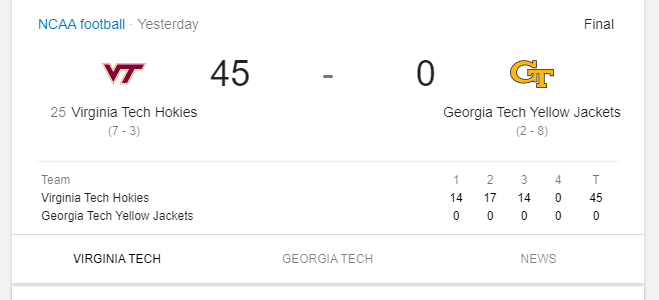 NCAA football · Yesterday Final
VT 45 - 0 GT
25 Virginia Tech Hokies Georgia Tech Yellow Jackets
(7 - 3) (2 - 8)
Team 1 2 3 4 T
Virginia Tech Hokies 14 17 14 0 45
Georgia Tech Yellow Jackets 0 0 0 0 0
VIRGINIA TECH GEORGIA TECH NEWS